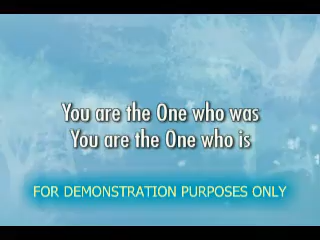 You are the One who was
You are the One who is
FOR DEMONSTRATION PURPOSES ONLY